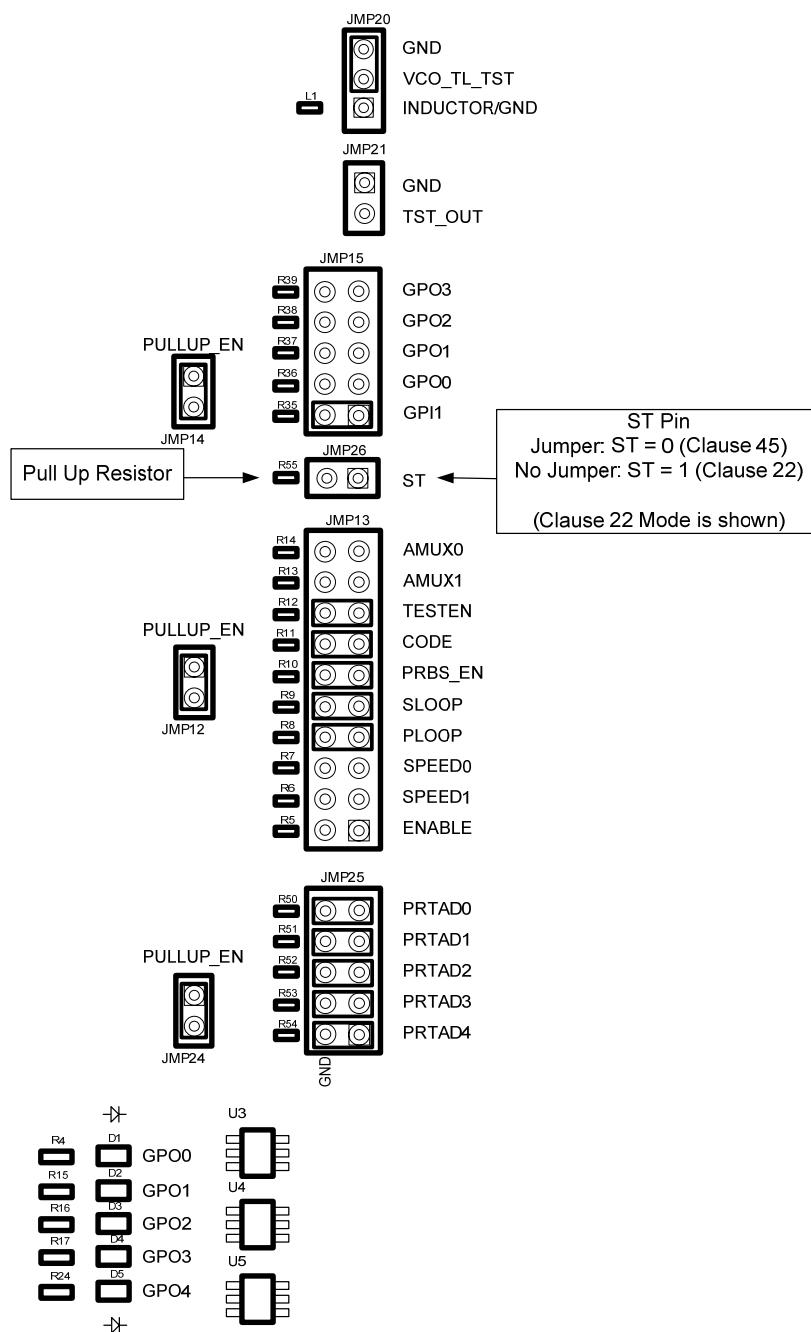 JMP20
GND
VCO_TL_TST
L1
INDUCTOR/GND
JMP21
GND
TST_OUT
JMP15
R39
GPO3
R38
GPO2
PULLUP_EN
R37
GPO1
R36
GPO0
R35
GPI1
JMP14
ST Pin
Jumper: ST = 0 (Clause 45)
No Jumper: ST = 1 (Clause 22)
(Clause 22 Mode is shown)
JMP26
Pull Up Resistor
R55
ST
JMP13
R14
AMUX0
R13
AMUX1
R12
TESTEN
PULLUP_EN
R11
CODE
R10
PRBS_EN
R9
SLOOP
JMP12
R8
PLOOP
R7
SPEED0
R6
SPEED1
R5
ENABLE
JMP25
R50
PRTAD0
R51
PRTAD1
PULLUP_EN
R52
PRTAD2
R53
PRTAD3
R54
PRTAD4
JMP24
GND
U3
R4
D1
GPO0
R15
D2
GPO1
U4
R16
D3
GPO2
R17
D4
GPO3
U5
R24
D5
GPO4